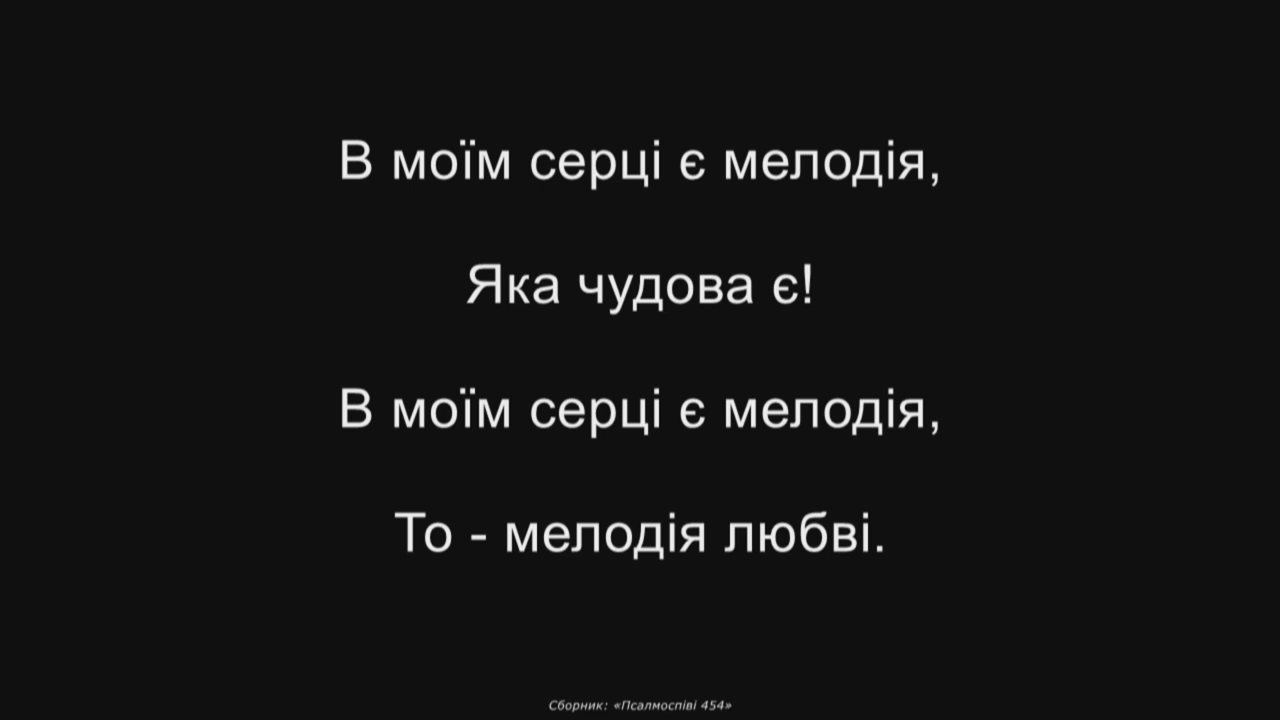 В моїм серці є мелодія,
Яка чудова є!
В моїм серці є мелодія,
То - мелодія любві.
Сборник: «Псалмоспіві 454»